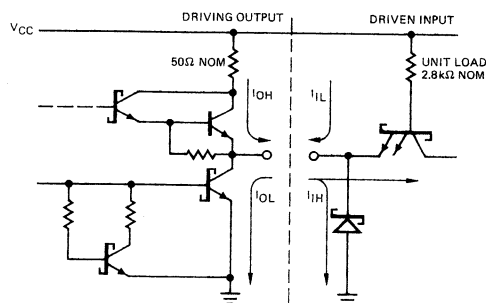 DRIVING OUTPUT
DRIVEN INPUT
VCC
50Ω NOM
UNIT LOAD
2.8kΩ NOM
IOH
IIL
IOL
IIH